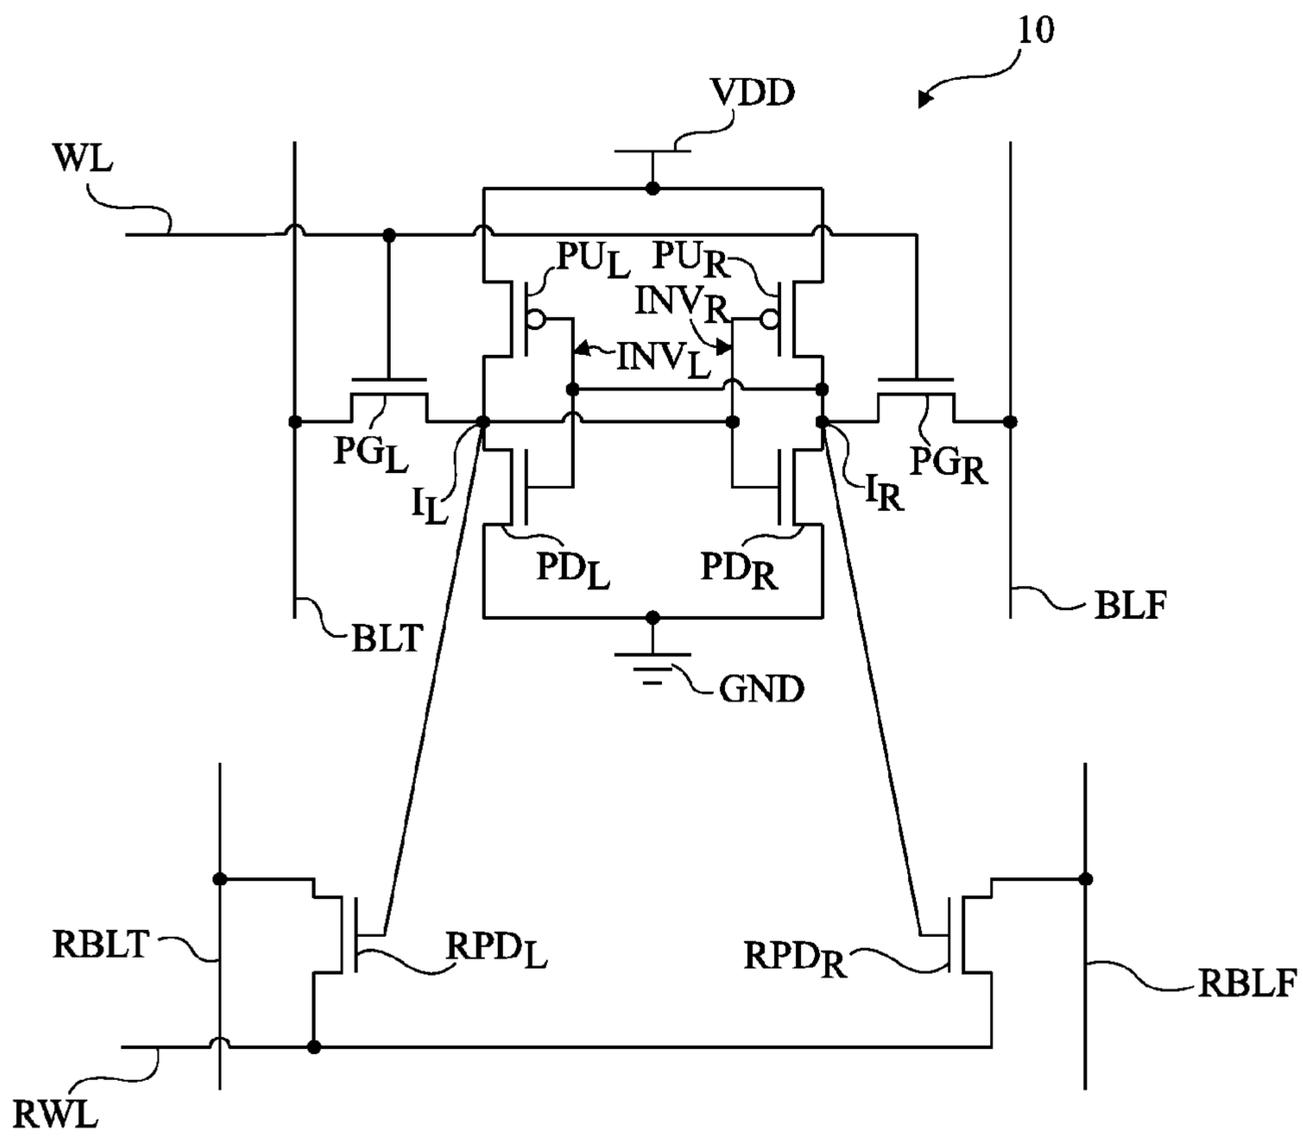 10
VDD
WL
PUL PUR
INVR
INVL
PGL PGR
IL IR
PDL PDR
BLT BLF
GND
RBLT RPDL RPDR RBLF
RWL